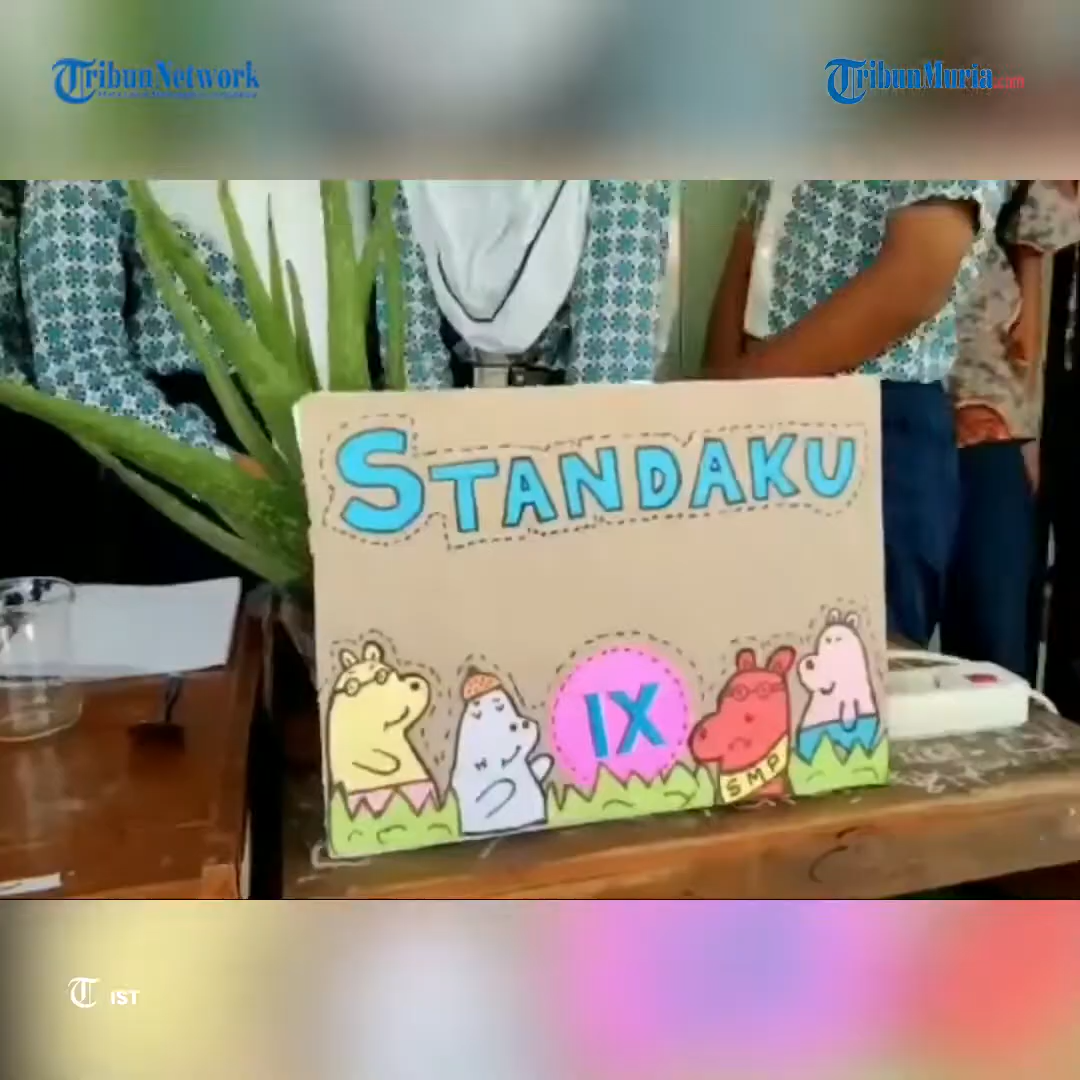 TribunNetwork
TribunMuria.com
STANDAKU
IX
SMP
T IST